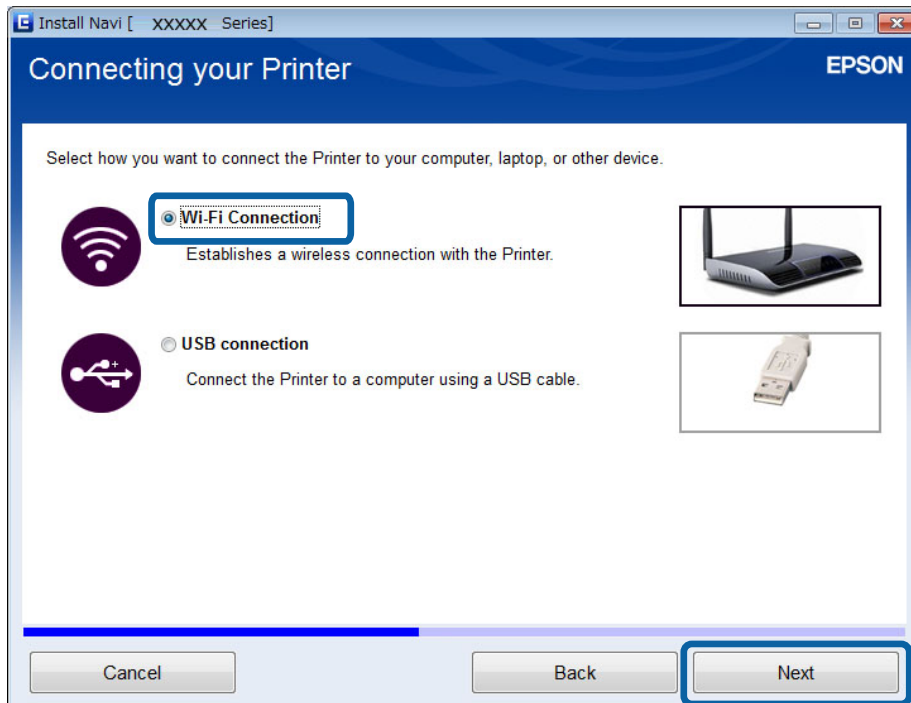 Install Navi [ XXXXX Series]
Connecting your Printer
EPSON
Select how you want to connect the Printer to your computer, laptop, or other device.
Wi-Fi Connection
Establishes a wireless connection with the Printer.
USB connection
Connect the Printer to a computer using a USB cable.
Cancel
Back
Next